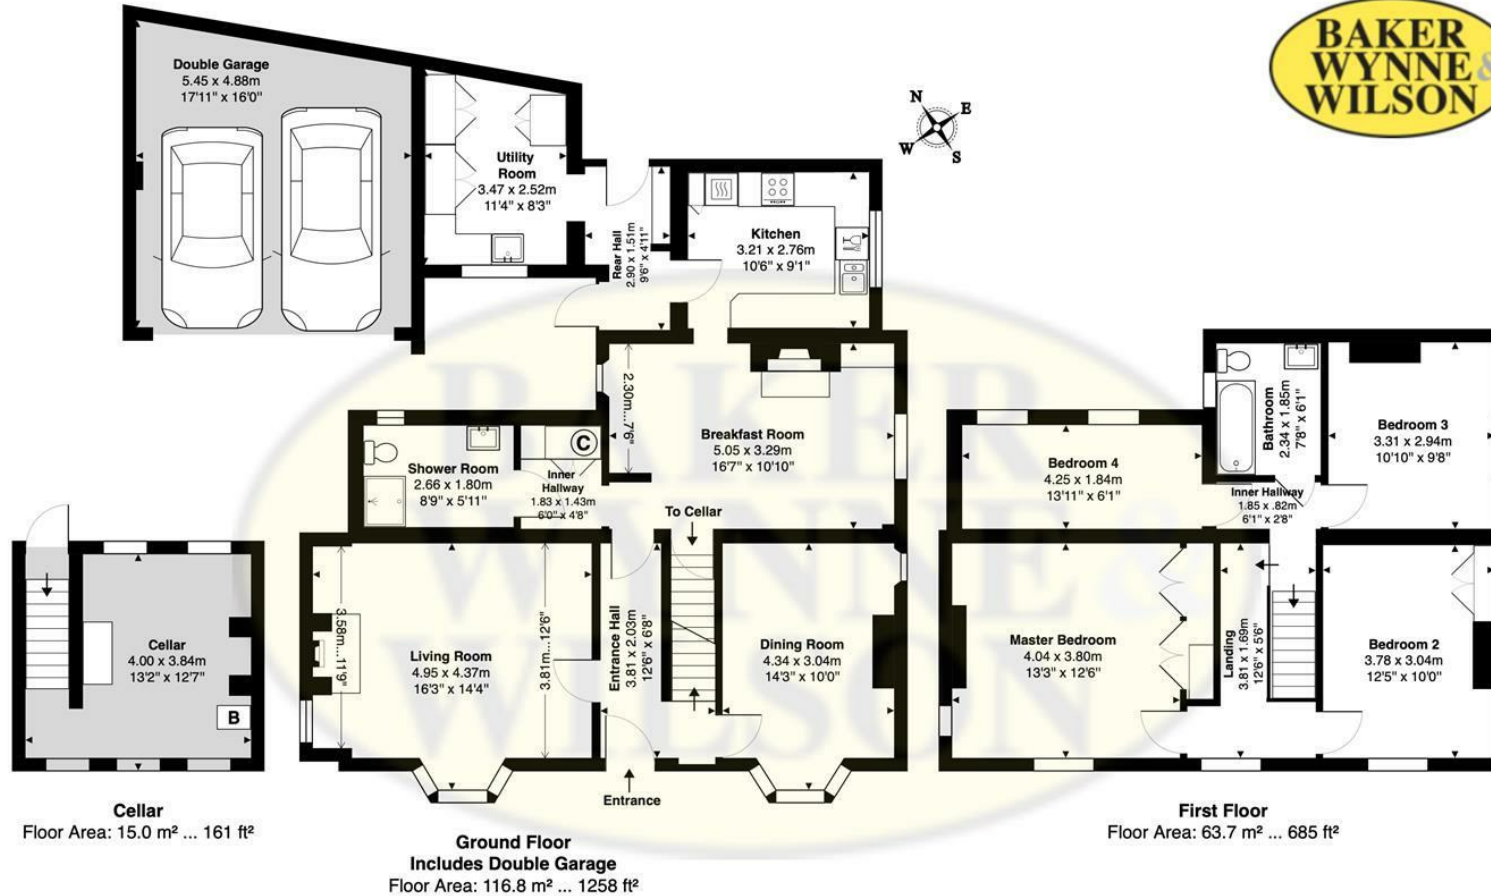 BAKER
WYNNE &
WILSON
N
E
W
S
Double Garage
5.45 x 4.88m
17'11" x 16'0"
Utility
Room
3.47 x 2.52m
11'4" x 8'3"
Rear Hall
2.90 x 1.51m
9'6" x 4'11"
Kitchen
3.21 x 2.76m
10'6" x 9'1"
2.30m...7'6"
Breakfast Room
5.05 x 3.29m
16'7" x 10'10"
Shower Room
2.66 x 1.80m
8'9" x 5'11"
C
Inner
Hallway
1.83 x 1.43m
6'0" x 4'8"
To Cellar
3.58m...11'9"
Living Room
4.95 x 4.37m
16'3" x 14'4"
3.81m...12'6"
Entrance Hall
3.81 x 2.03m
12'6" x 6'8"
Dining Room
4.34 x 3.04m
14'3" x 10'0"
Entrance
Cellar
4.00 x 3.84m
13'2" x 12'7"
B
Cellar
Floor Area: 15.0 m² ... 161 ft²
Ground Floor
Includes Double Garage
Floor Area: 116.8 m² ... 1258 ft²
Bathroom
2.34 x 1.85m
7'8" x 6'1"
Bedroom 3
3.31 x 2.94m
10'10" x 9'8"
Bedroom 4
4.25 x 1.84m
13'11" x 6'1"
Inner Hallway
1.85 x .82m
6'1" x 2'8"
Master Bedroom
4.04 x 3.80m
13'3" x 12'6"
Landing
3.81 x 1.69m
12'6" x 5'6"
Bedroom 2
3.78 x 3.04m
12'5" x 10'0"
First Floor
Floor Area: 63.7 m² ... 685 ft²
BAKER
WYNNE &
WILSON